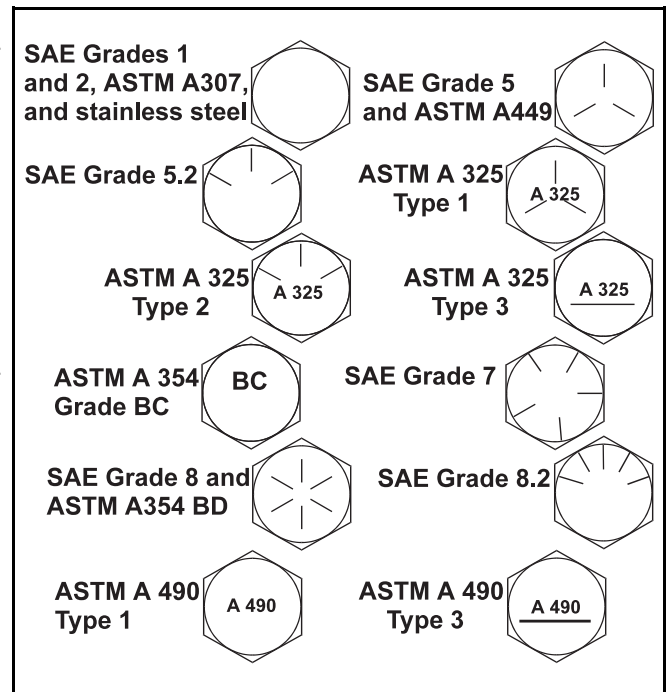 SAE Grades 1
and 2, ASTM A307,
and stainless steel
SAE Grade 5
and ASTM A449
SAE Grade 5.2
ASTM A 325
Type 1
A 325
ASTM A 325
Type 2
A 325
ASTM A 325
Type 3
A 325
ASTM A 354
Grade BC
BC
SAE Grade 7
SAE Grade 8 and
ASTM A354 BD
SAE Grade 8.2
ASTM A 490
Type 1
A 490
ASTM A 490
Type 3
A 490